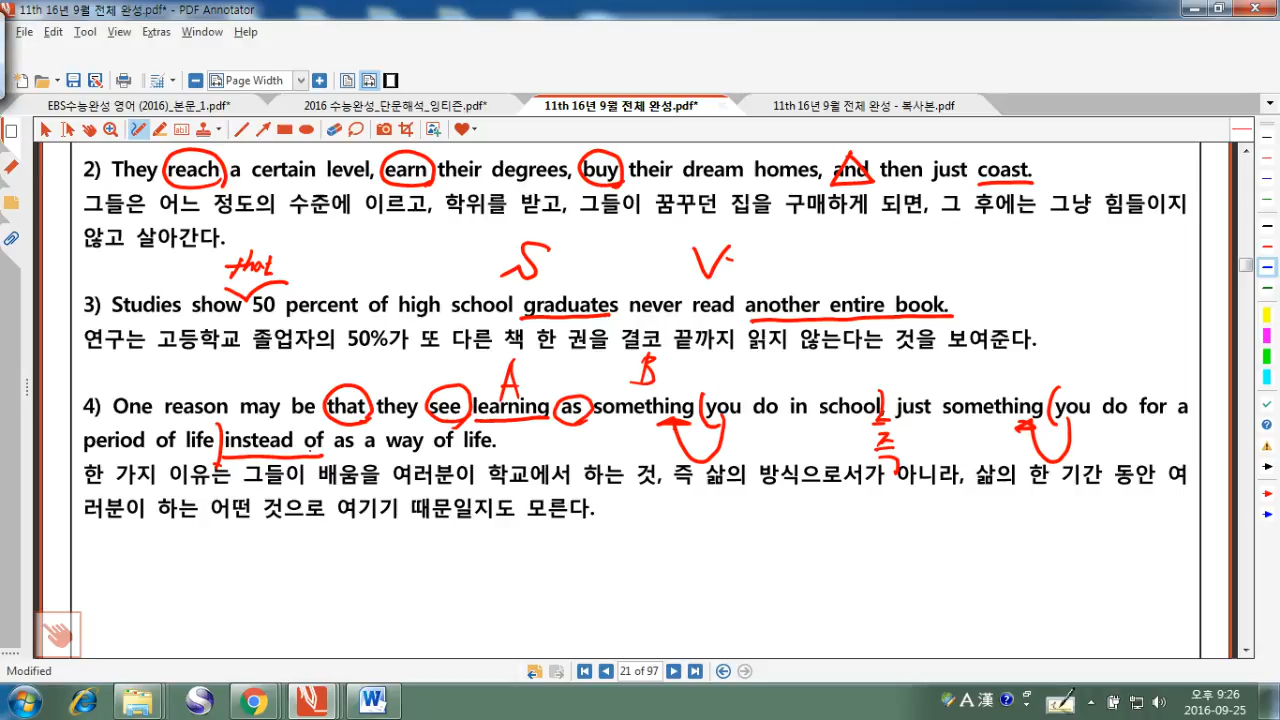 11th 16년 9월 전체 완성.pdf* - PDF Annotator
File Edit Tool View Extras Window Help
Page Width
EBS수능완성 영어 (2016)_본문_1.pdf* 2016 수능완성_단문해석_잉티즌.pdf* 11th 16년 9월 전체 완성.pdf* 11th 16년 9월 전체 완성 - 복사본.pdf
2) They reach a certain level, earn their degrees, buy their dream homes, and then just coast.
그들은 어느 정도의 수준에 이르고, 학위를 받고, 그들이 꿈꾸던 집을 구매하게 되면, 그 후에는 그냥 힘들이지
않고 살아간다.
that S V
3) Studies show 50 percent of high school graduates never read another entire book.
연구는 고등학교 졸업자의 50%가 또 다른 책 한 권을 결코 끝까지 읽지 않는다는 것을 보여준다.
A B
4) One reason may be that they see learning as something you do in school, just something you do for a
period of life instead of as a way of life.
한 가지 이유는 그들이 배움을 여러분이 학교에서 하는 것, 즉 삶의 방식으로서가 아니라, 삶의 한 기간 동안 여
러분이 하는 어떤 것으로 여기기 때문일지도 모른다.
Modified
21 of 97
A 漢
오후 9:26
2016-09-25